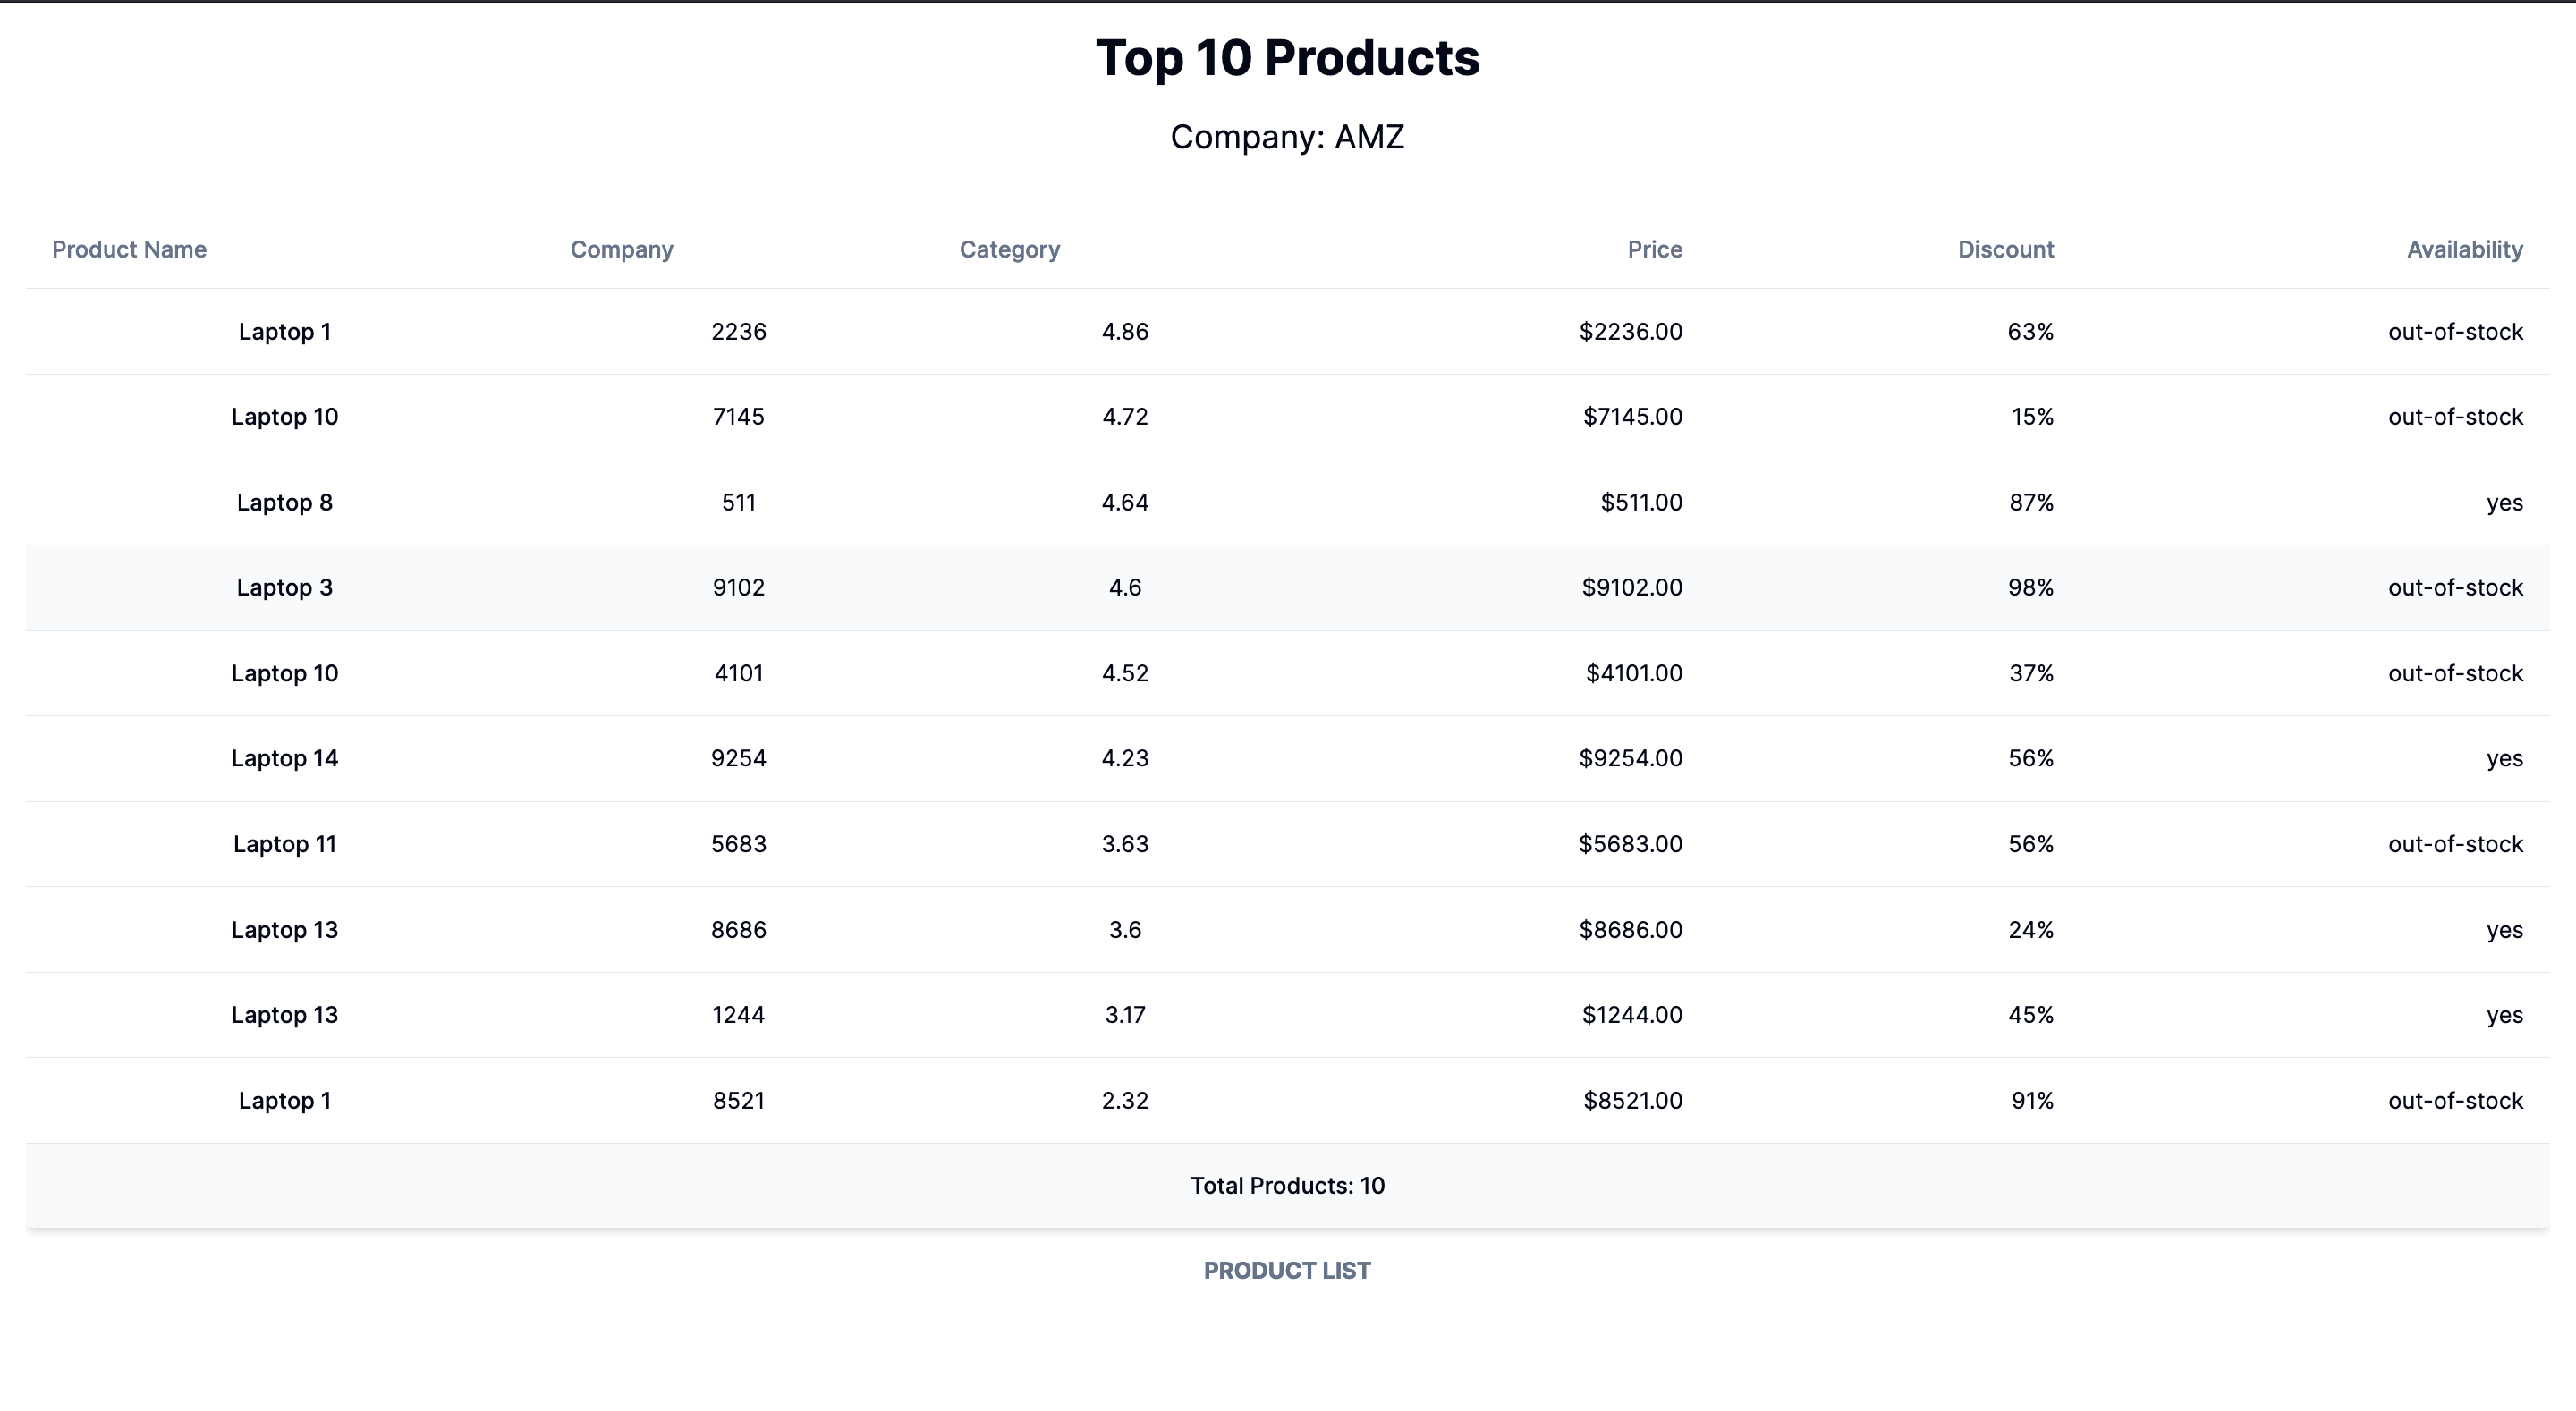 Top 10 Products
Company: AMZ
Product Name Company Category Price Discount Availability
Laptop 1 2236 4.86 $2236.00 63% out-of-stock
Laptop 10 7145 4.72 $7145.00 15% out-of-stock
Laptop 8 511 4.64 $511.00 87% yes
Laptop 3 9102 4.6 $9102.00 98% out-of-stock
Laptop 10 4101 4.52 $4101.00 37% out-of-stock
Laptop 14 9254 4.23 $9254.00 56% yes
Laptop 11 5683 3.63 $5683.00 56% out-of-stock
Laptop 13 8686 3.6 $8686.00 24% yes
Laptop 13 1244 3.17 $1244.00 45% yes
Laptop 1 8521 2.32 $8521.00 91% out-of-stock
Total Products: 10
PRODUCT LIST